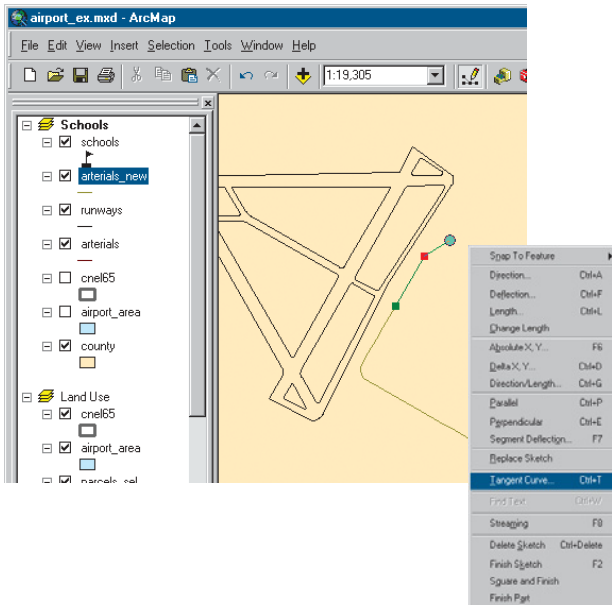 airport_ex.mxd - ArcMap
File Edit View Insert Selection Tools Window Help
1:19,305
Schools
schools
arterials_new
runways
arterials
cnel65
airport_area
county
Land Use
cnel65
airport_area
parcels_sel
Snap To Feature
Direction... Ctrl+A
Deflection... Ctrl+F
Length... Ctrl+L
Change Length
Absolute X, Y... F6
Delta X, Y... Ctrl+D
Direction/Length... Ctrl+G
Parallel Ctrl+P
Perpendicular Ctrl+E
Segment Deflection... F7
Replace Sketch
Tangent Curve... Ctrl+T
Find Text Ctrl+W
Streaming F8
Delete Sketch Ctrl+Delete
Finish Sketch F2
Square and Finish
Finish Part